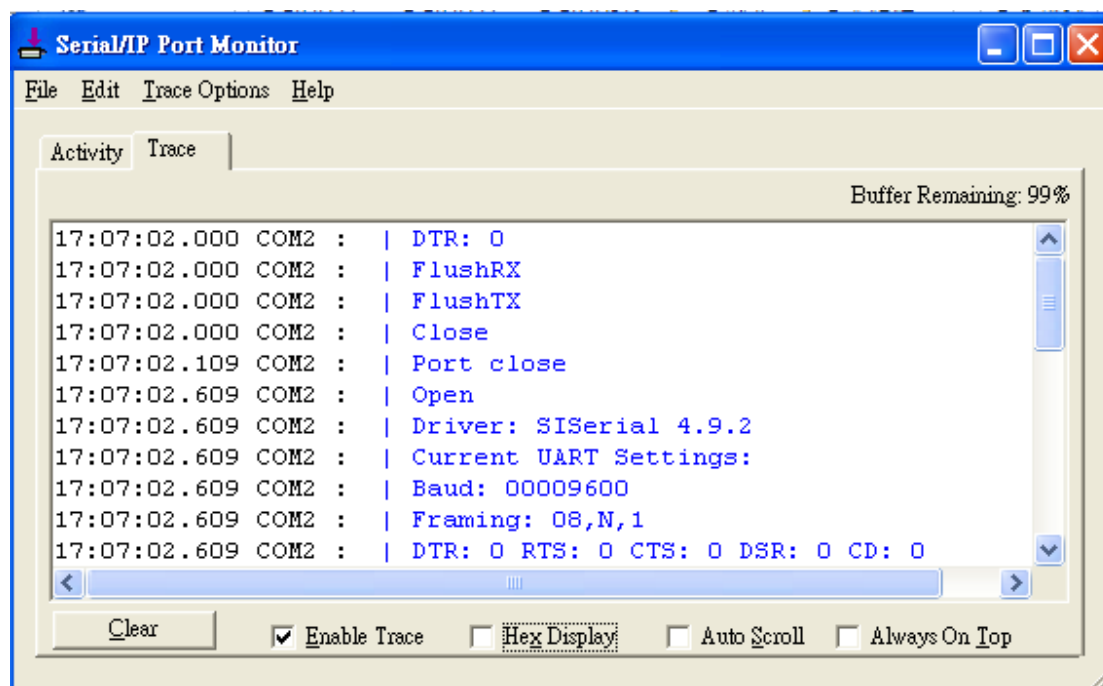 Serial/IP Port Monitor
File Edit Trace Options Help
Activity Trace
Buffer Remaining: 99%
17:07:02.000 COM2 : | DTR: 0
17:07:02.000 COM2 : | FlushRX
17:07:02.000 COM2 : | FlushTX
17:07:02.000 COM2 : | Close
17:07:02.109 COM2 : | Port close
17:07:02.609 COM2 : | Open
17:07:02.609 COM2 : | Driver: SISerial 4.9.2
17:07:02.609 COM2 : | Current UART Settings:
17:07:02.609 COM2 : | Baud: 00009600
17:07:02.609 COM2 : | Framing: 08,N,1
17:07:02.609 COM2 : | DTR: 0 RTS: 0 CTS: 0 DSR: 0 CD: 0
Clear Enable Trace Hex Display Auto Scroll Always On Top